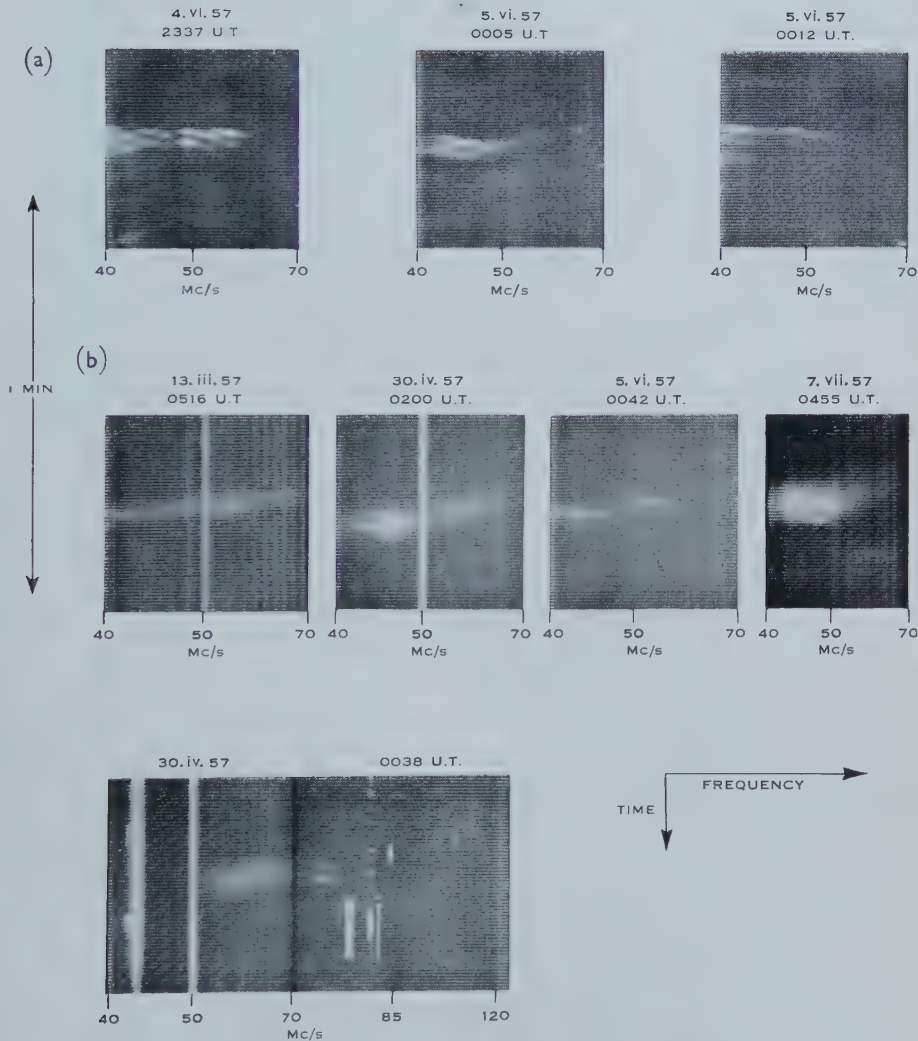 4. vi. 57
2337 U T
5. vi. 57
0005 U.T
5. vi. 57
0012 U.T.
(a)
40 50 70
Mc/s
40 50 70
Mc/s
40 50 70
Mc/s
1 MIN
(b)
13. iii. 57
0516 U.T
30. iv. 57
0200 U.T.
5. vi. 57
0042 U.T.
7. vii. 57
0455 U.T.
40 50 70
Mc/s
40 50 70
Mc/s
40 50 70
Mc/s
40 50 70
Mc/s
30. iv. 57 0038 U.T.
FREQUENCY
TIME
40 50 70 85 120
Mc/s